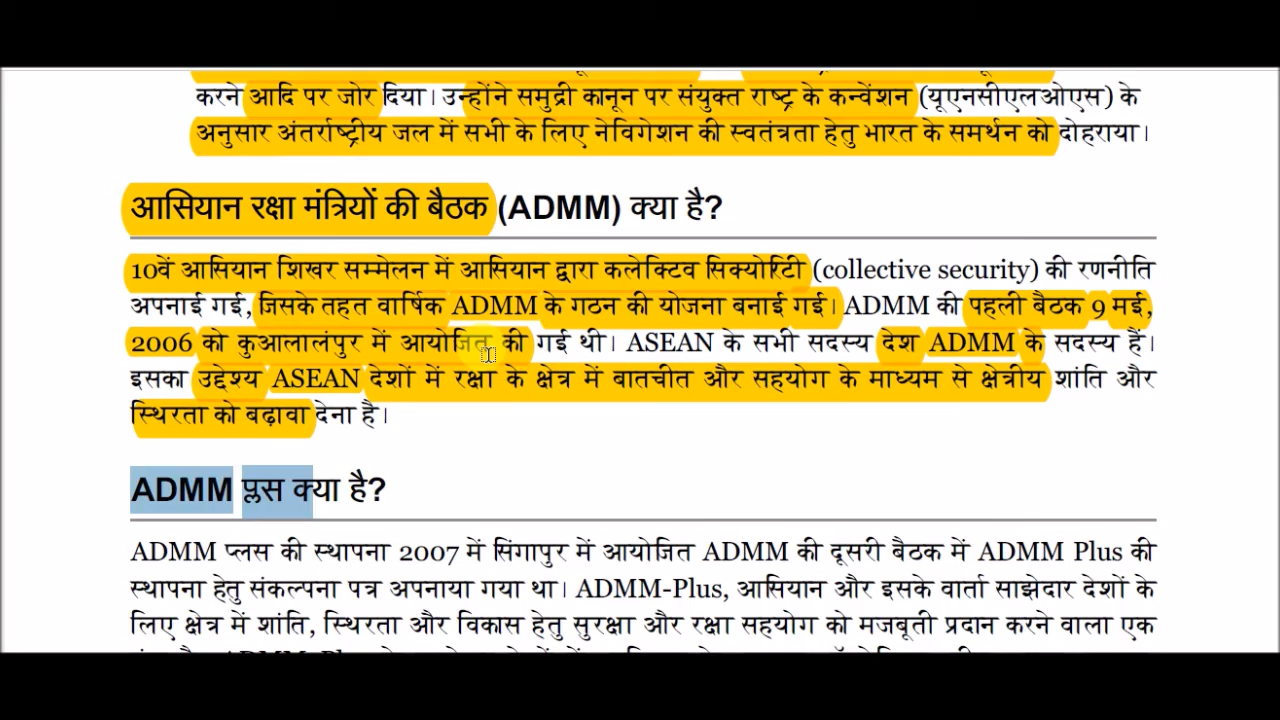 करने आदि पर जोर दिया। उन्होंने समुद्री कानून पर संयुक्त राष्ट्र के कन्वेंशन (यूएनसीएलओएस) के
अनुसार अंतर्राष्ट्रीय जल में सभी के लिए नेविगेशन की स्वतंत्रता हेतु भारत के समर्थन को दोहराया।
आसियान रक्षा मंत्रियों की बैठक (ADMM) क्या है?
10वें आसियान शिखर सम्मेलन में आसियान द्वारा कलेक्टिव सिक्योरिटी (collective security) की रणनीति
अपनाई गई, जिसके तहत वार्षिक ADMM के गठन की योजना बनाई गई। ADMM की पहली बैठक 9 मई,
2006 को कुआलालंपुर में आयोजित की गई थी। ASEAN के सभी सदस्य देश ADMM के सदस्य हैं।
इसका उद्देश्य ASEAN देशों में रक्षा के क्षेत्र में बातचीत और सहयोग के माध्यम से क्षेत्रीय शांति और
स्थिरता को बढ़ावा देना है।
ADMM प्लस क्या है?
ADMM प्लस की स्थापना 2007 में सिंगापुर में आयोजित ADMM की दूसरी बैठक में ADMM Plus की
स्थापना हेतु संकल्पना पत्र अपनाया गया था। ADMM-Plus, आसियान और इसके वार्ता साझेदार देशों के
लिए क्षेत्र में शांति, स्थिरता और विकास हेतु सुरक्षा और रक्षा सहयोग को मजबूती प्रदान करने वाला एक